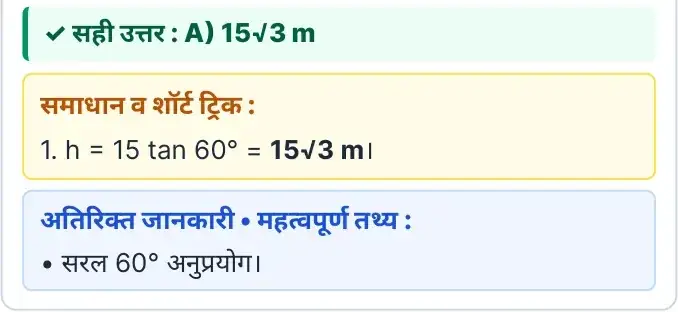 ✓ सही उत्तर : A) 15√3 m
समाधान व शॉर्ट ट्रिक :
1. h = 15 tan 60° = 15√3 m।
अतिरिक्त जानकारी • महत्वपूर्ण तथ्य :
• सरल 60° अनुप्रयोग।